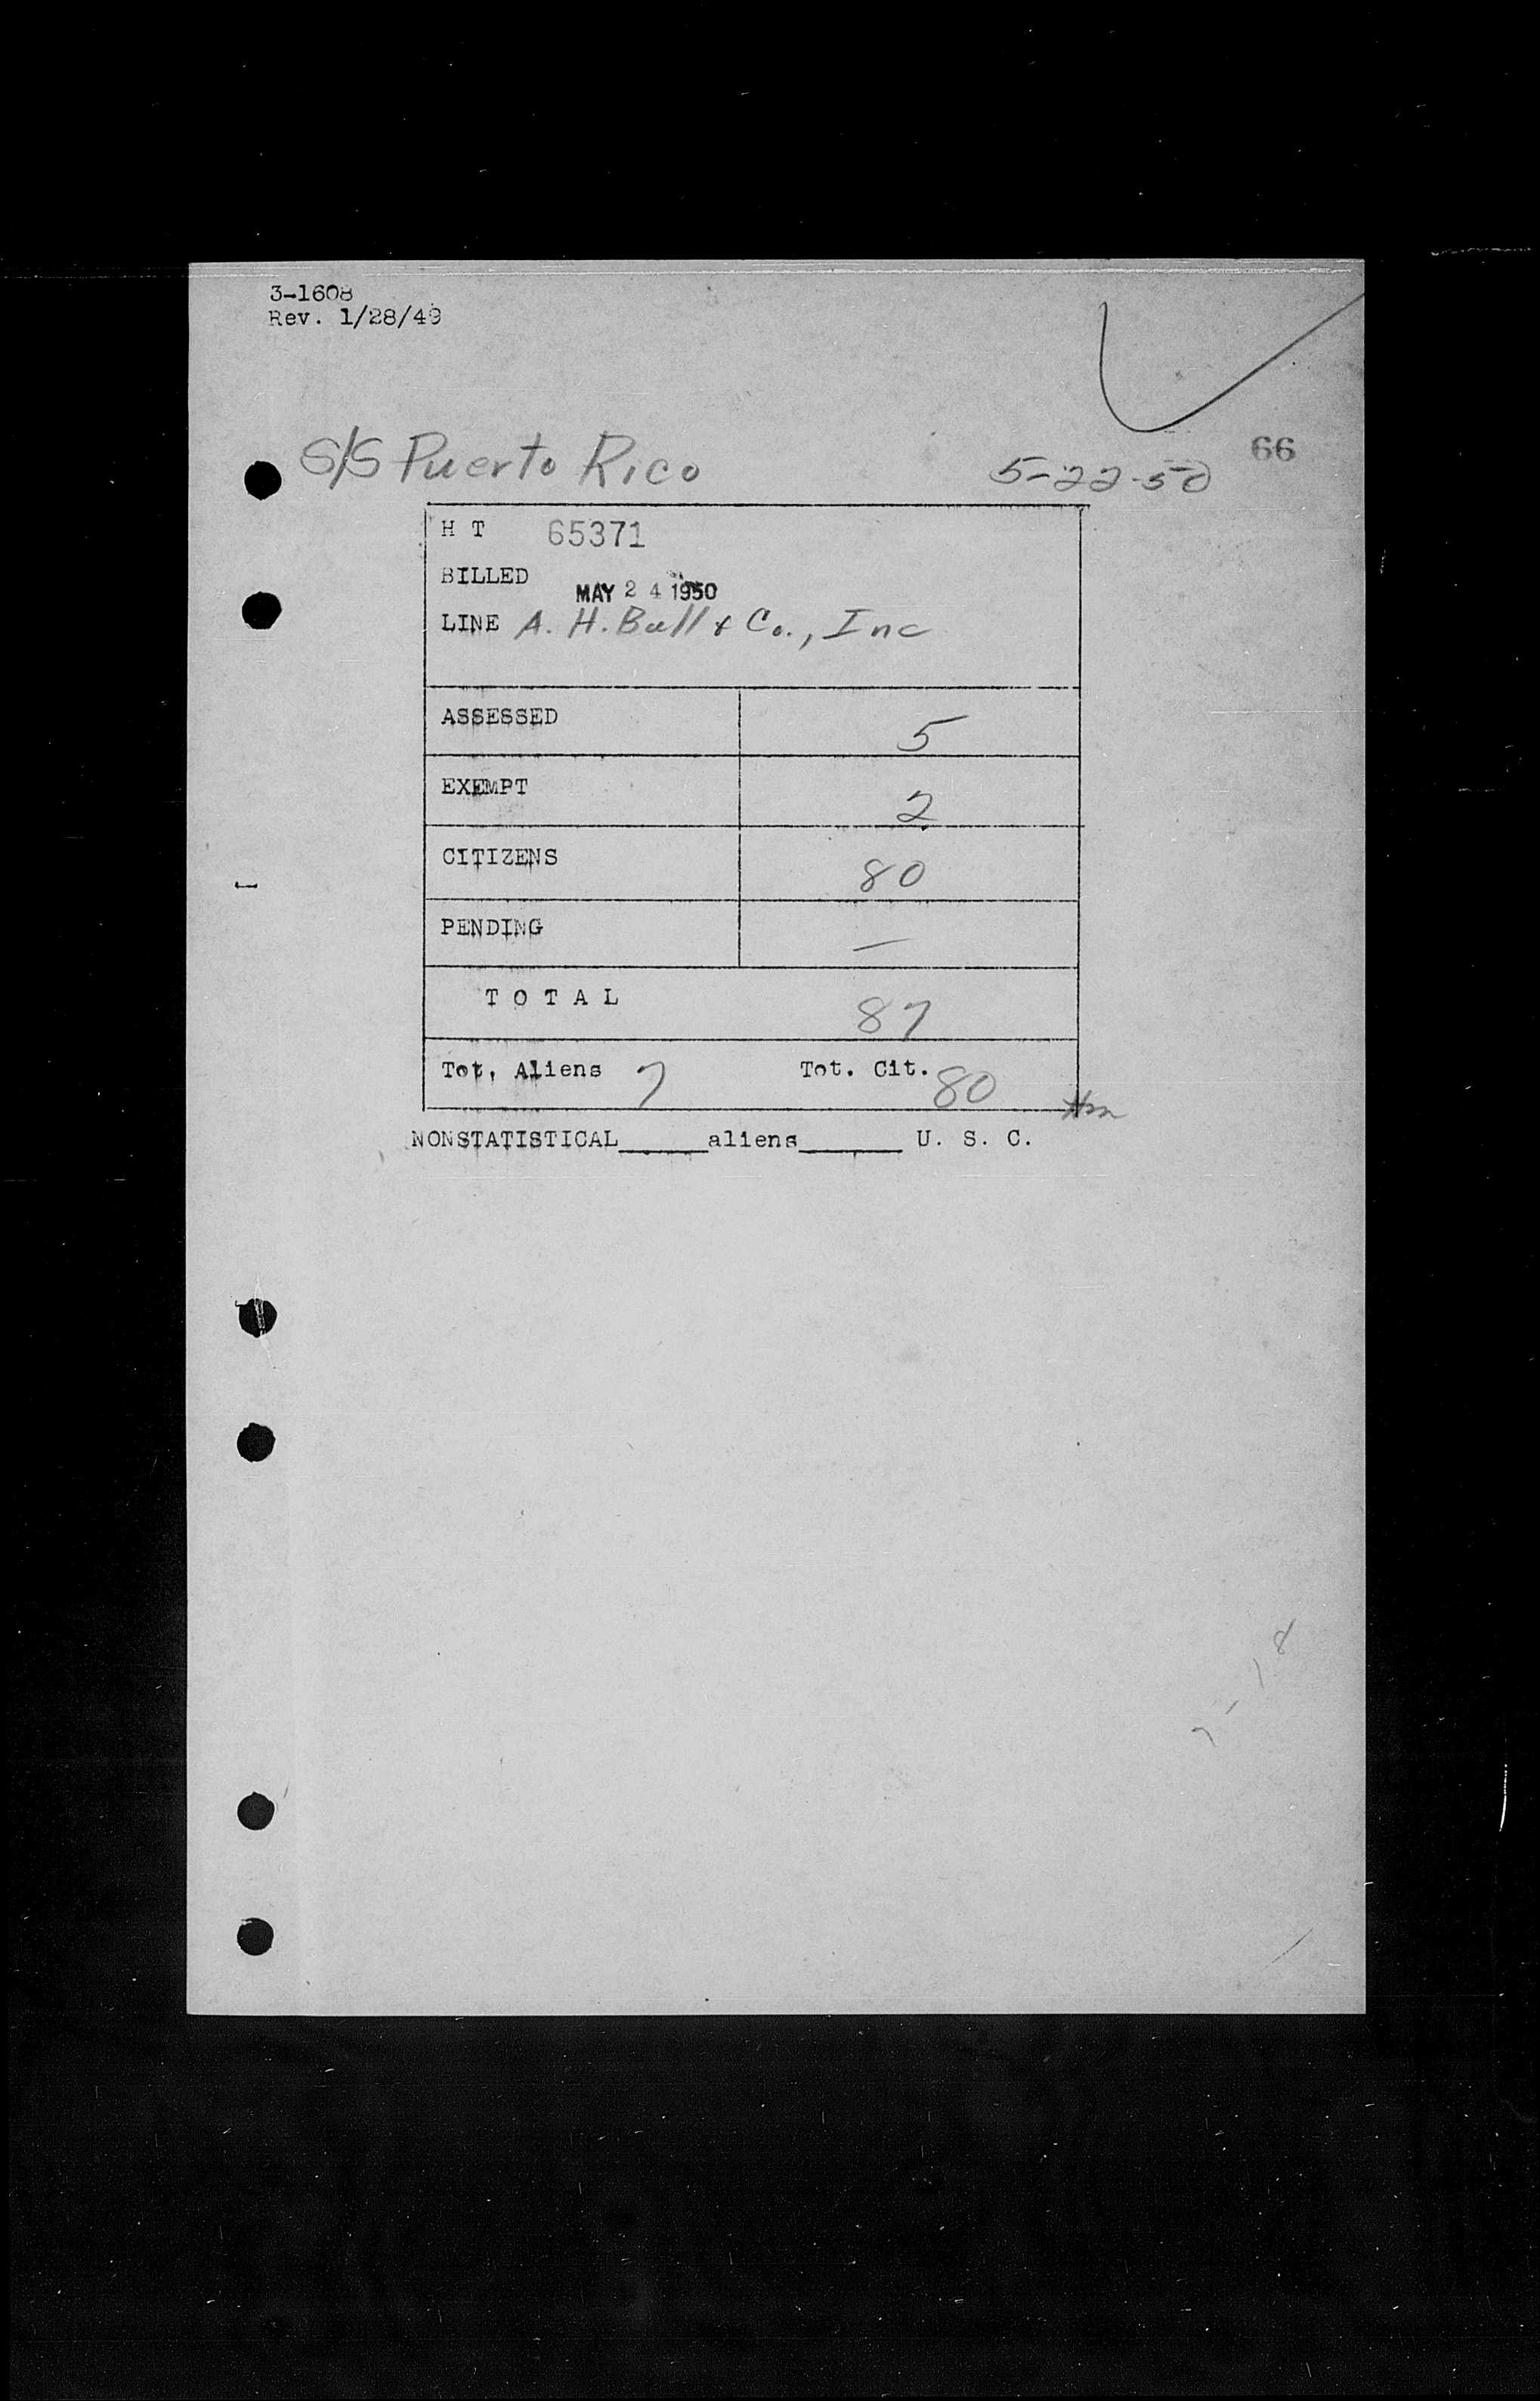 3-1608
Rev. 1/28/49
66
S/S Puerto Rico 5-22-50
H T 65371
BILLED MAY 24 1950
LINE A. H. Bull & Co., Inc
ASSESSED 5
EXEMPT 2
CITIZENS 80
PENDING —
T O T A L 87
Tot. Aliens 7 Tot. Cit. 80
NONSTATISTICAL_____aliens______ U. S. C.